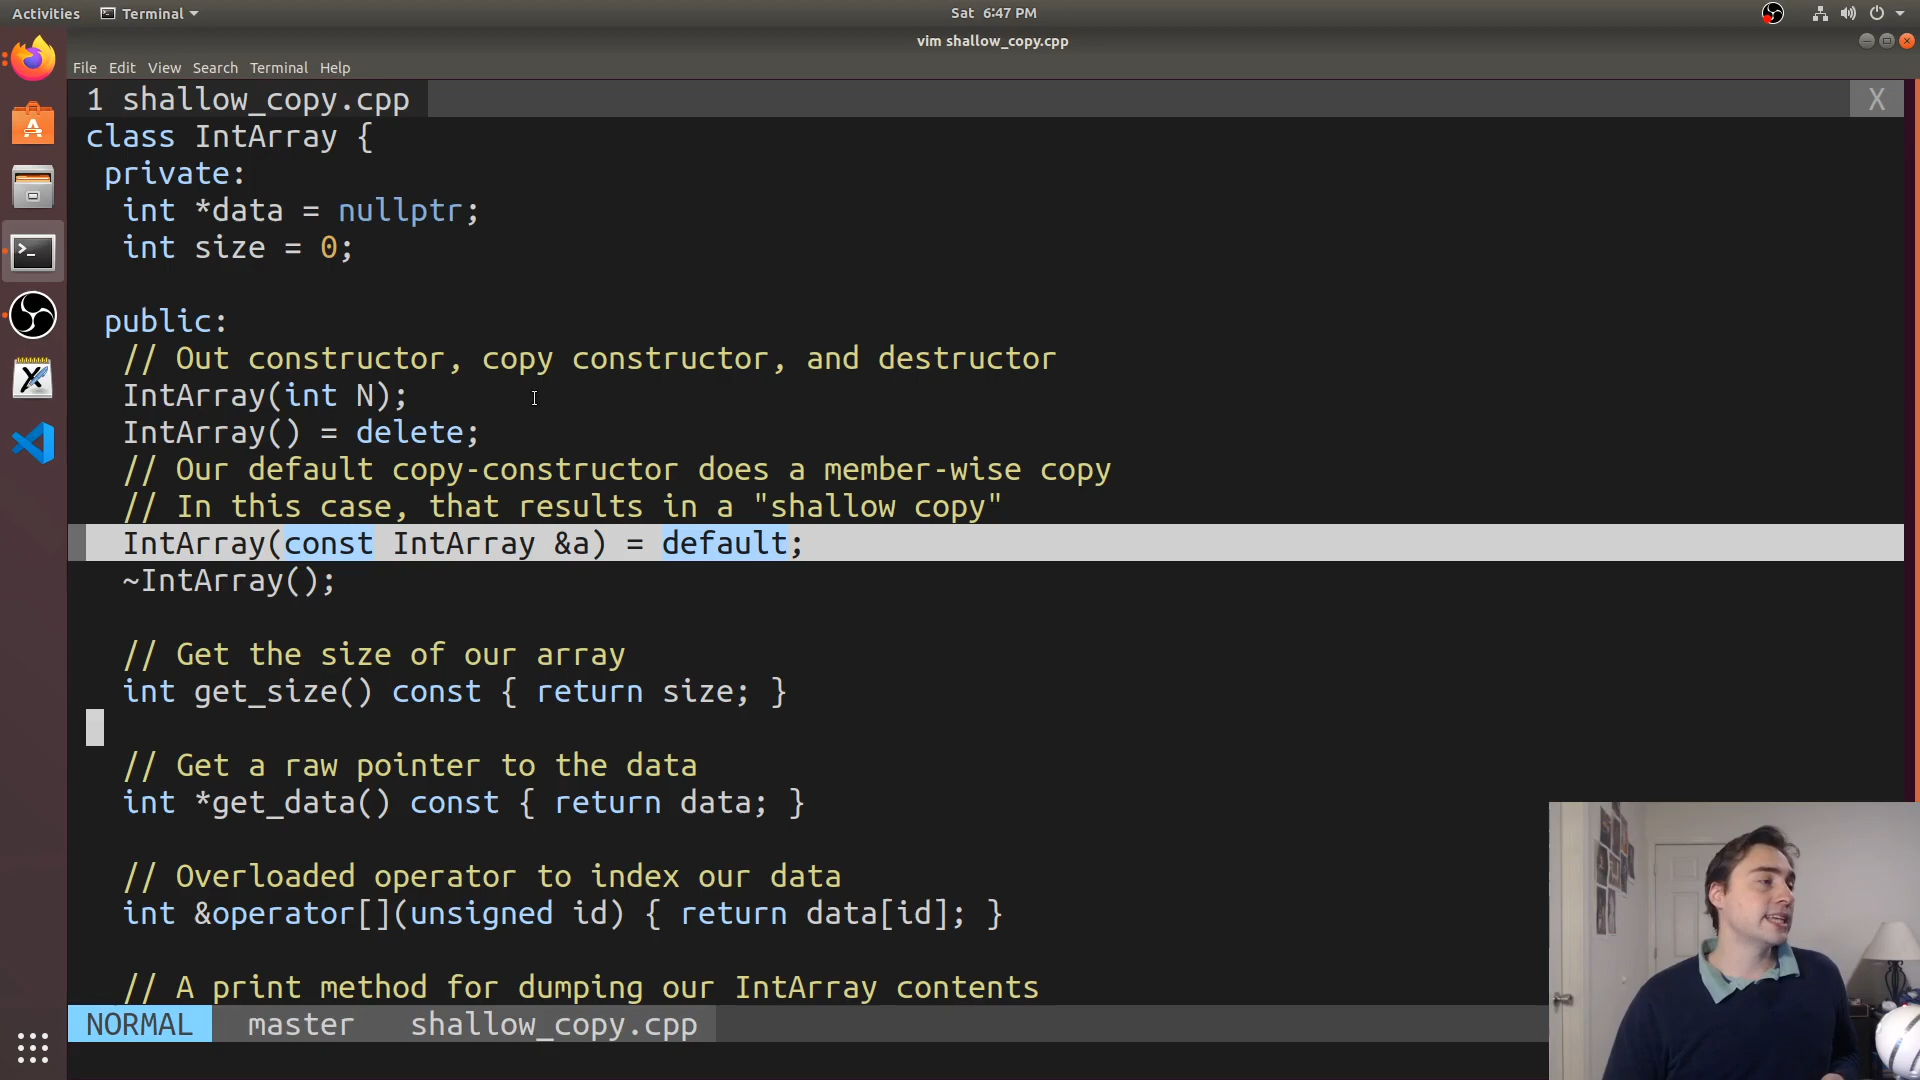 Activities
Terminal
Sat 6:47 PM
vim shallow_copy.cpp
File Edit View Search Terminal Help
1 shallow_copy.cpp X
class IntArray {
private:
int *data = nullptr;
int size = 0;
public:
// Out constructor, copy constructor, and destructor
IntArray(int N);
IntArray() = delete;
// Our default copy-constructor does a member-wise copy
// In this case, that results in a "shallow copy"
IntArray(const IntArray &a) = default;
~IntArray();
// Get the size of our array
int get_size() const { return size; }
// Get a raw pointer to the data
int *get_data() const { return data; }
// Overloaded operator to index our data
int &operator[](unsigned id) { return data[id]; }
// A print method for dumping our IntArray contents
NORMAL master shallow_copy.cpp